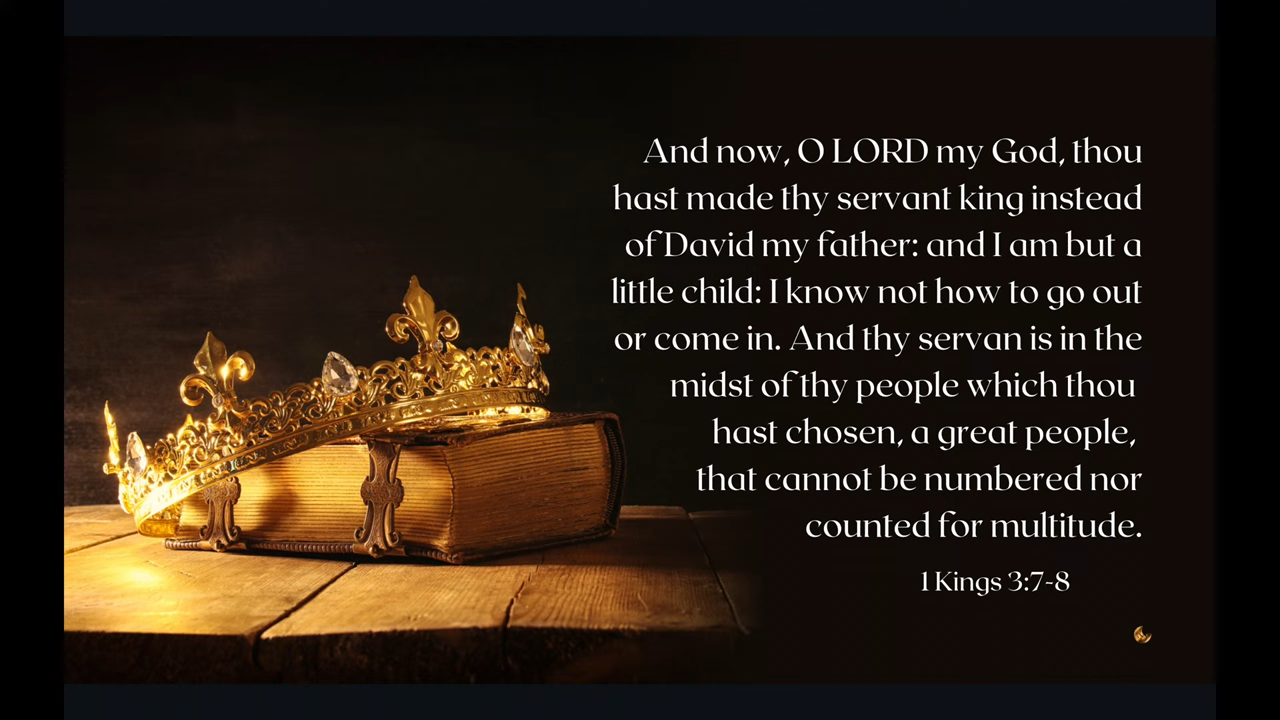 And now, O LORD my God, thou
hast made thy servant king instead
of David my father: and I am but a
little child: I know not how to go out
or come in. And thy servan is in the
midst of thy people which thou
hast chosen, a great people,
that cannot be numbered nor
counted for multitude.
1 Kings 3:7-8